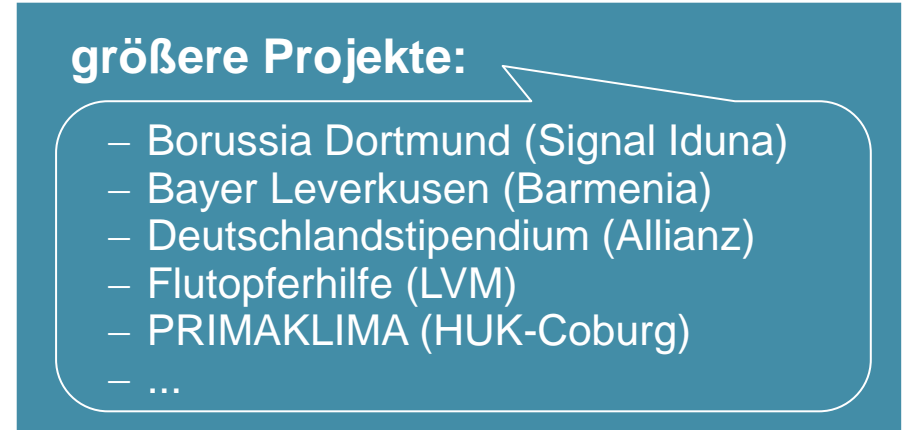 größere Projekte:
– Borussia Dortmund (Signal Iduna)
– Bayer Leverkusen (Barmenia)
– Deutschlandstipendium (Allianz)
– Flutopferhilfe (LVM)
– PRIMAKLIMA (HUK-Coburg)
– ...